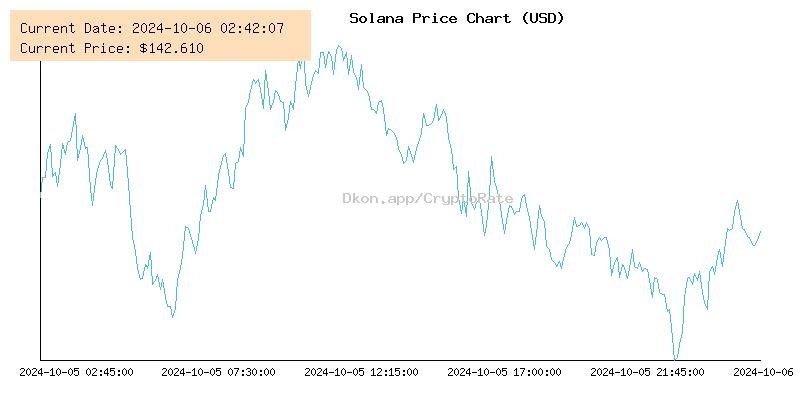 Solana Price Chart (USD)
Current Date: 2024-10-06 02:42:07
Current Price: $142.610
Dkon.app/CryptoRate
2024-10-05 02:45:00
2024-10-05 07:30:00
2024-10-05 12:15:00
2024-10-05 17:00:00
2024-10-05 21:45:00
2024-10-06